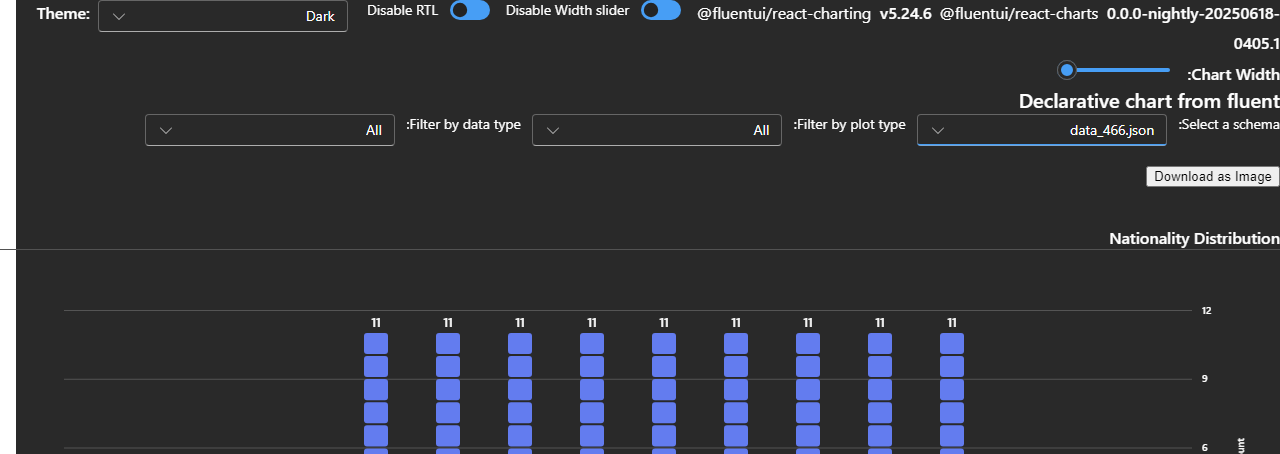 Theme: Dark Disable RTL Disable Width slider @fluentui/react-charting v5.24.6 @fluentui/react-charts 0.0.0-nightly-20250618-
0405.1
:Chart Width
Declarative chart from fluent
:Select a schema data_466.json :Filter by plot type All :Filter by data type All
Download as Image
Nationality Distribution
12
11 11 11 11 11 11 11 11 11
9
6